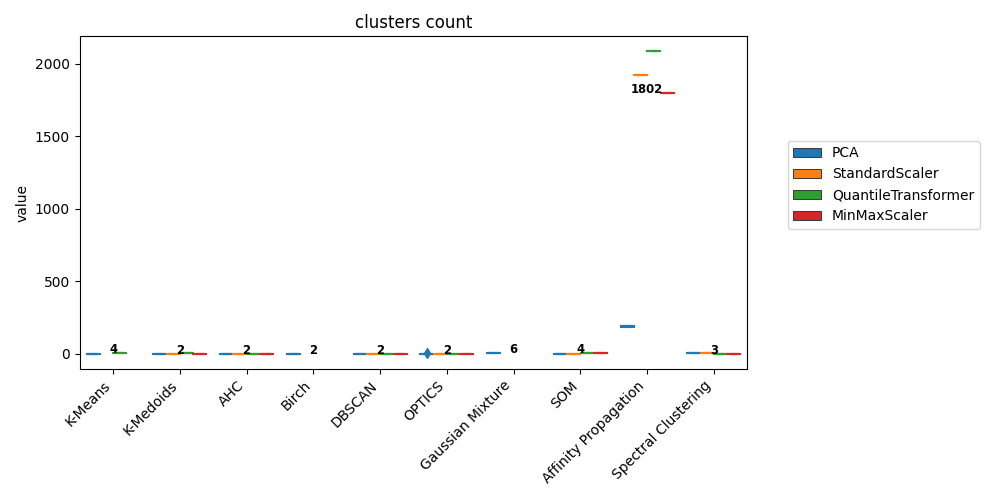 clusters count
value
2000
1500
1000
500
0
4
2
2
2
2
2
6
4
1802
3
K-Means
K-Medoids
AHC
Birch
DBSCAN
OPTICS
Gaussian Mixture
SOM
Affinity Propagation
Spectral Clustering
PCA
StandardScaler
QuantileTransformer
MinMaxScaler